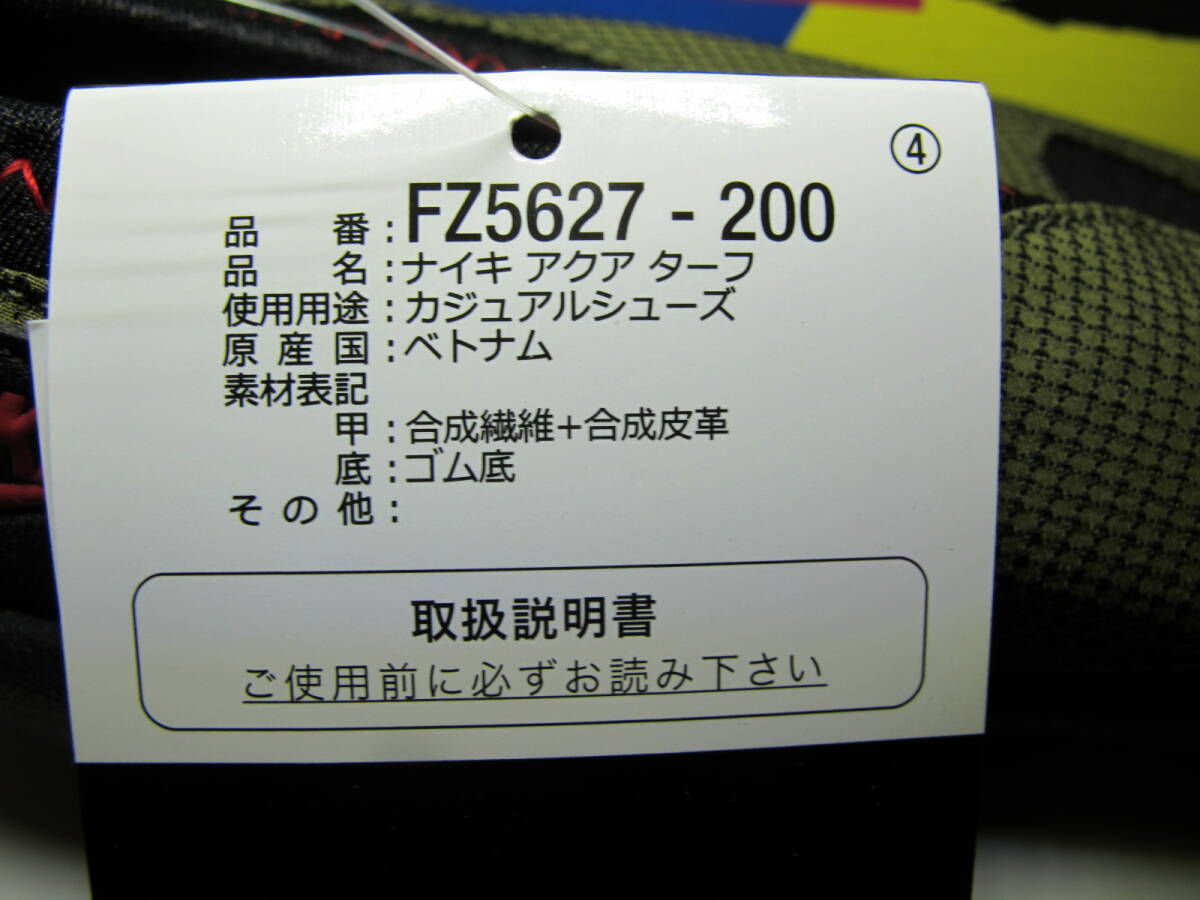 ④
品番:FZ5627 - 200
品名:ナイキ アクア ターフ
使用用途:カジュアルシューズ
原産国:ベトナム
素材表記
甲:合成繊維+合成皮革
底:ゴム底
その他:
取扱説明書
ご使用前に必ずお読み下さい